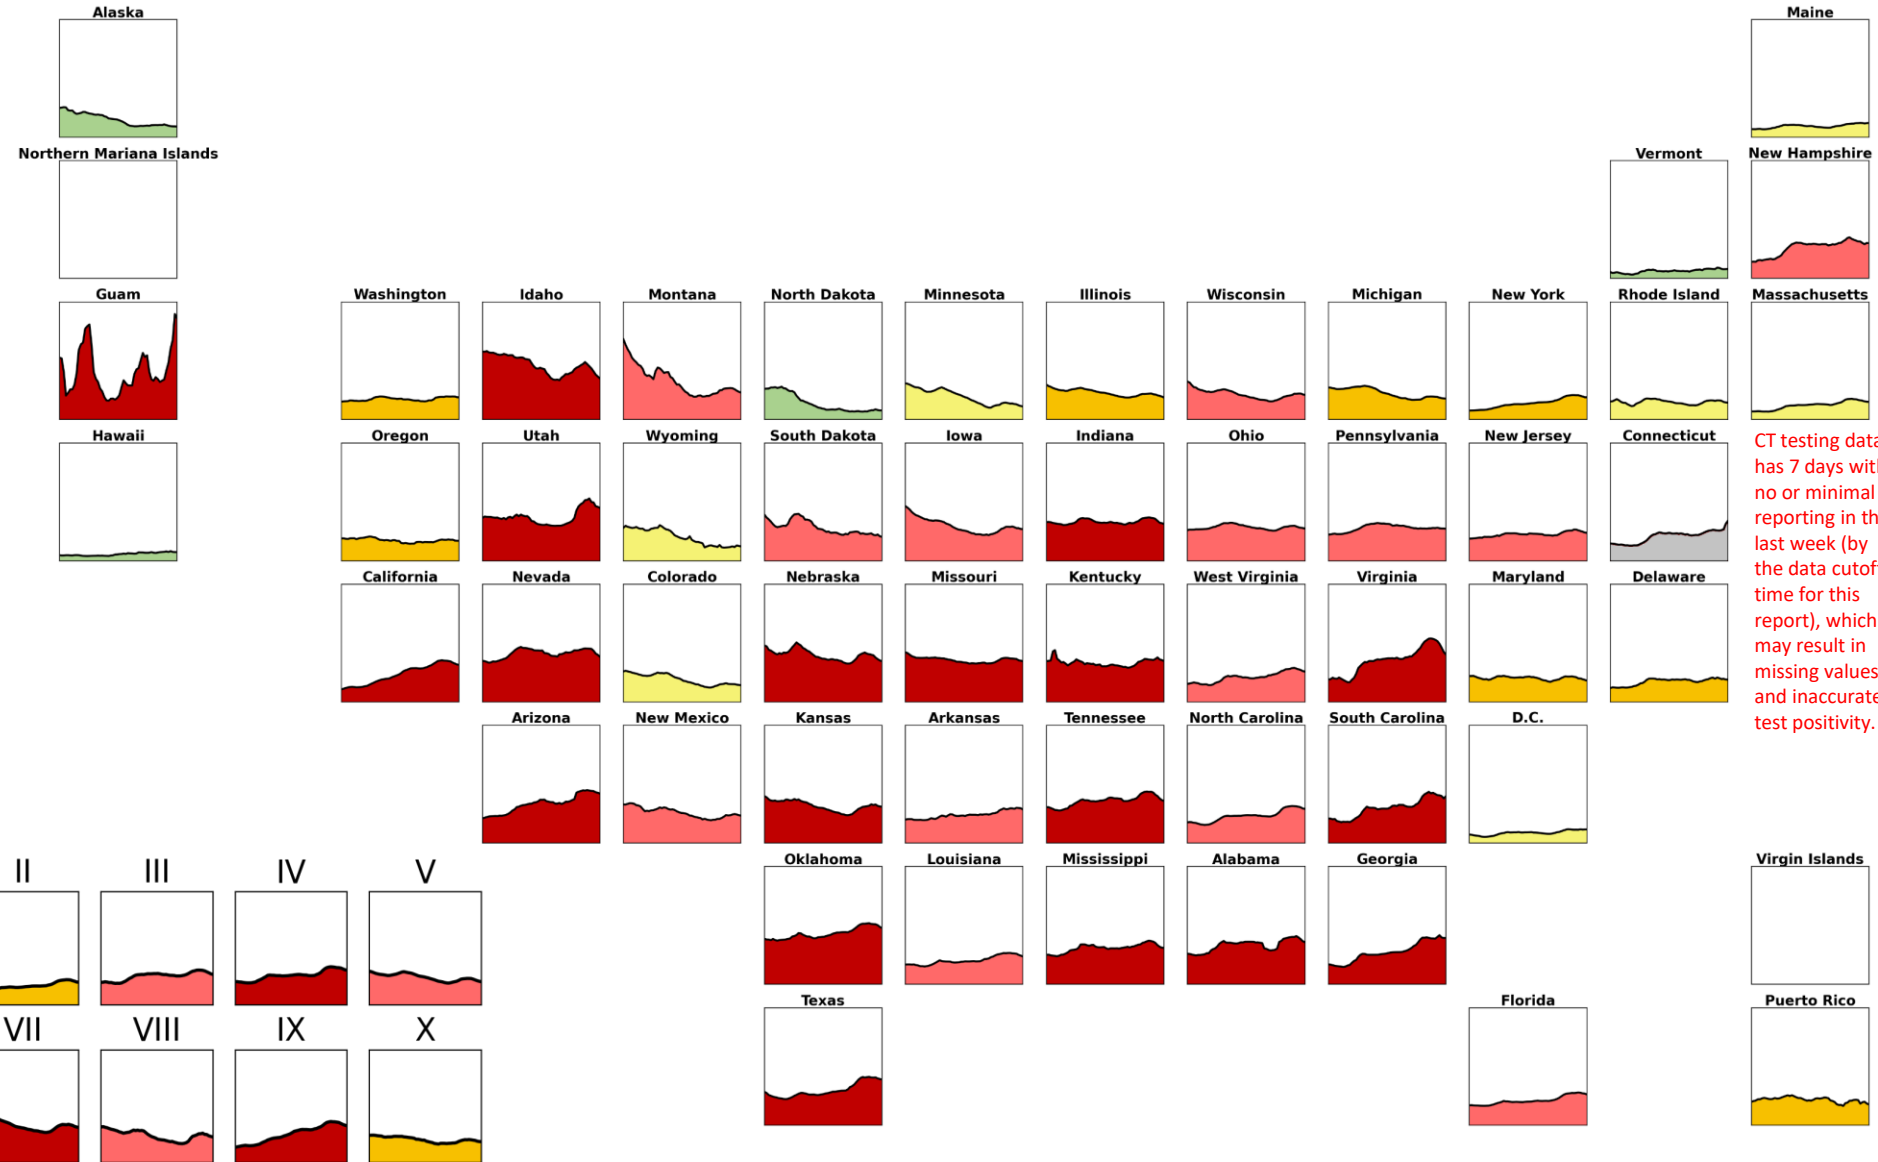 Alaska
Maine
Northern Mariana Islands
Vermont
New Hampshire
Guam
Washington
Idaho
Montana
North Dakota
Minnesota
Illinois
Wisconsin
Michigan
New York
Rhode Island
Massachusetts
Hawaii
Oregon
Utah
Wyoming
South Dakota
Iowa
Indiana
Ohio
Pennsylvania
New Jersey
Connecticut
CT testing data
has 7 days with
no or minimal
reporting in th
last week (by
the data cutoff
time for this
report), which
may result in
missing values
and inaccurate
test positivity.
California
Nevada
Colorado
Nebraska
Missouri
Kentucky
West Virginia
Virginia
Maryland
Delaware
Arizona
New Mexico
Kansas
Arkansas
Tennessee
North Carolina
South Carolina
D.C.
Oklahoma
Louisiana
Mississippi
Alabama
Georgia
Virgin Islands
II
III
IV
V
Texas
Florida
Puerto Rico
VII
VIII
IX
X